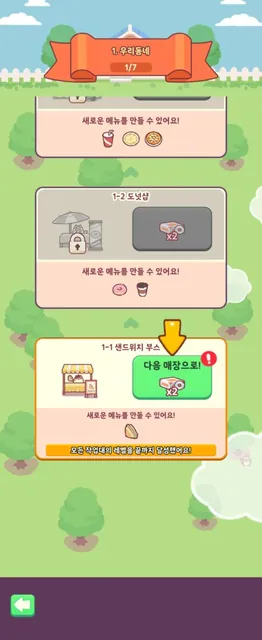 1. 우리동네
1/7
새로운 메뉴를 만들 수 있어요!
1-2 도넛샵
x2
새로운 메뉴를 만들 수 있어요!
1-1 샌드위치 부스
다음 매장으로!
x2
새로운 메뉴를 만들 수 있어요!
모든 작업대의 레벨을 끝까지 달성했어요!